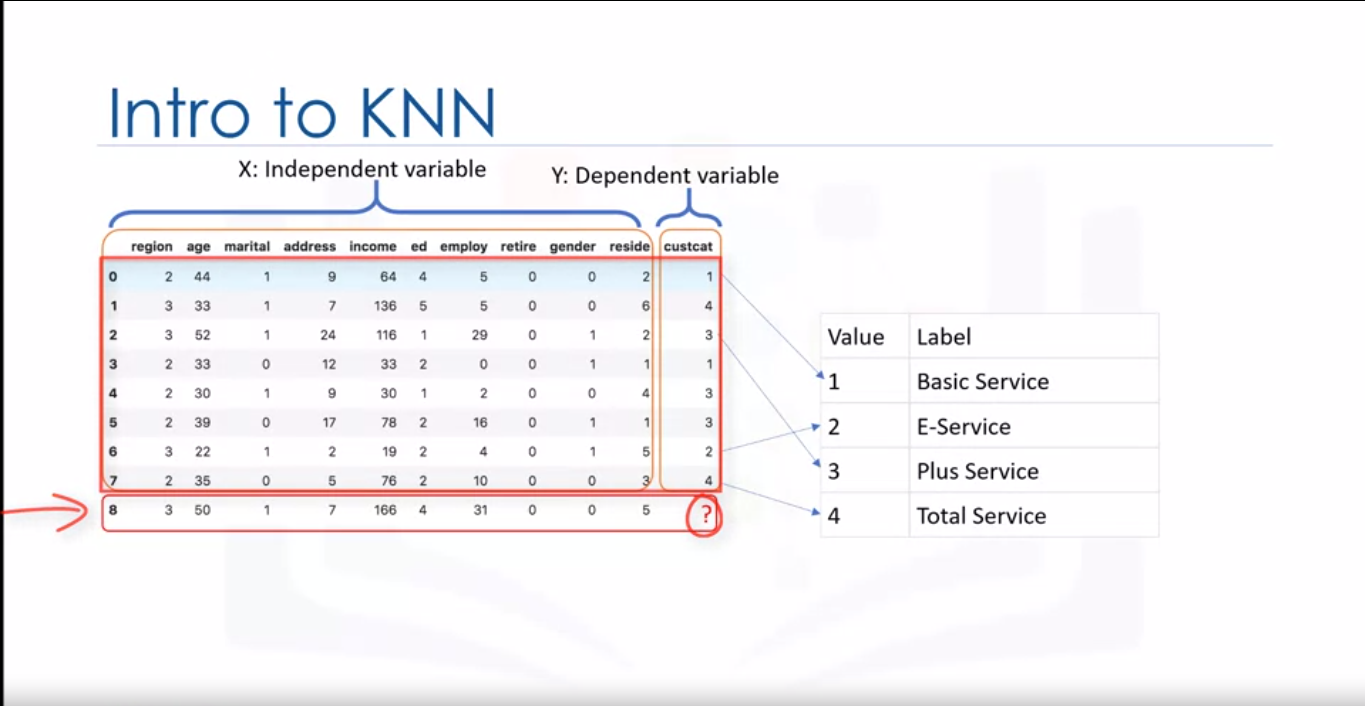 Intro to KNN
X: Independent variable
Y: Dependent variable
region age marital address income ed employ retire gender reside custcat
0 2 44 1 9 64 4 5 0 0 2 1
1 3 33 1 7 136 5 5 0 0 6 4
2 3 52 1 24 116 1 29 0 1 2 3
3 2 33 0 12 33 2 0 0 1 1 1
4 2 30 1 9 30 1 2 0 0 4 3
5 2 39 0 17 78 2 16 0 1 1 3
6 3 22 1 2 19 2 4 0 1 5 2
7 2 35 0 5 76 2 10 0 0 3 4
8 3 50 1 7 166 4 31 0 0 5 ?
Value Label
1 Basic Service
2 E-Service
3 Plus Service
4 Total Service